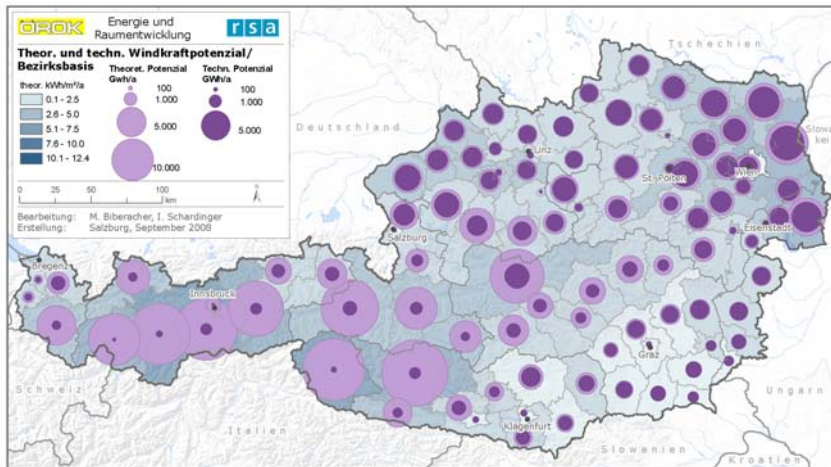 ÖROK
Energie und
Raumentwicklung
rsa
Theor. und techn. Windkraftpotenzial/
Bezirksbasis
theor. kWh/m²/a
0.1 - 2.5
2.6 - 5.0
5.1 - 7.5
7.6 - 10.0
10.1 - 12.4
Theoret. Potenzial
Gwh/a
100
1.000
5.000
10.000
Techn. Potenzial
GWh/a
100
1.000
5.000
0 25 50 100
km
N
Bearbeitung: M. Biberacher, I. Schardinger
Erstellung: Salzburg, September 2008
Tschechien
Deutschland
Slowa
kei
Linz
St. Pölten
Wien
Eisenstadt
Salzburg
Bregenz
Innsbruck
Graz
Schweiz
Ungarn
Klagenfurt
Italien
Slowenien
Kroatien